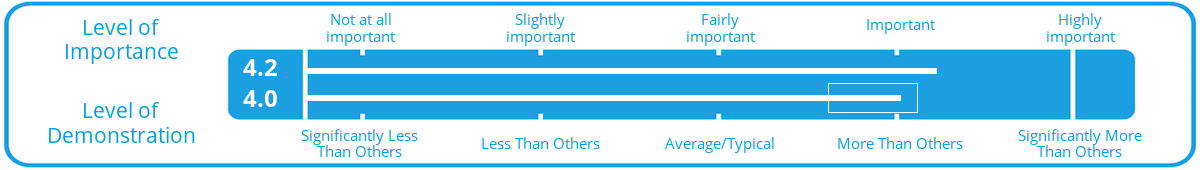 Level of
Importance
Not at all
important
Slightly
important
Fairly
important
Important
Highly
important
4.2
4.0
Level of
Demonstration
Significantly Less
Than Others
Less Than Others
Average/Typical
More Than Others
Significantly More
Than Others